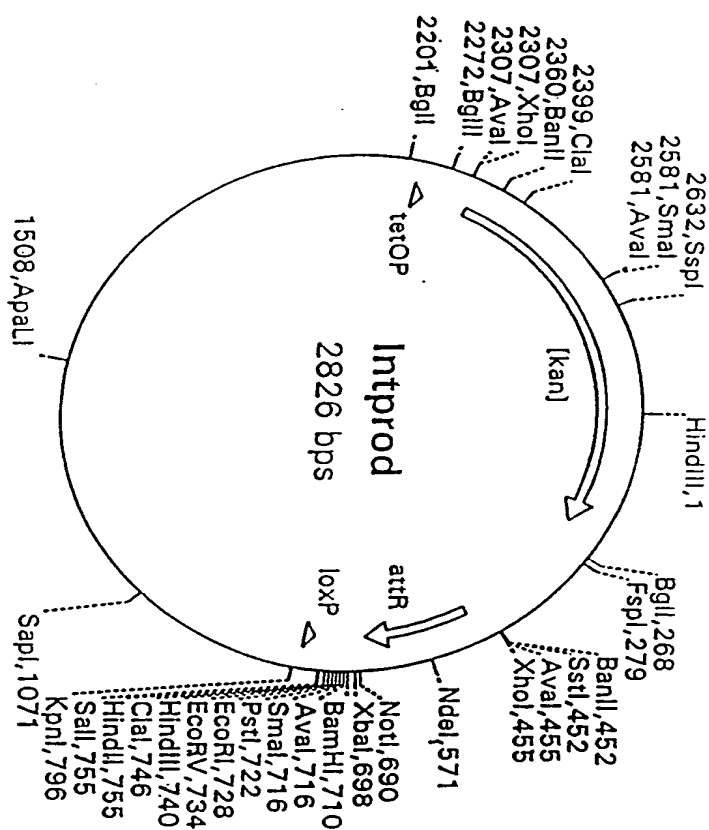 HindIII,1
2632,SspI
2581,SmaI
2581,AvaI
2399,ClaI
2360,BanII
2307,XhoI
2307,AvaI
2272,BglII
2201,BglI
BglI,268
FspI,279
BanII,452
SstI,452
AvaI,455
XhoI,455
NdeI,571
NotI,690
XbaI,698
BamHI,710
AvaI,716
SmaI,716
PstI,722
EcoRI,728
EcoRV,734
HindIII,740
ClaI,746
HindII,755
SalI,755
KpnI,796
SapI,1071
1508,ApaLI
[kan]
tetOP
attR
loxP
Intprod
2826 bps